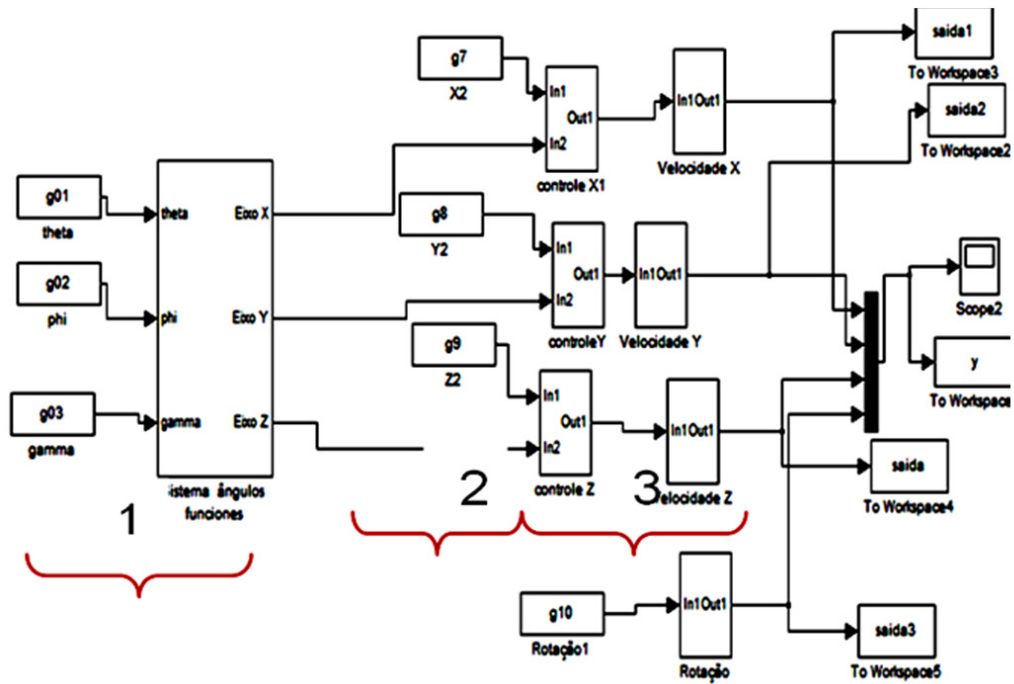 g01
theta
g02
phi
g03
gamma
theta
phi
gamma
Eixo X
Eixo Y
Eixo Z
istema ângulos
funciones
1
g7
X2
In1
In2
Out1
controle X1
In1Out1
Velocidade X
g8
Y2
In1
In2
Out1
controleY
In1Out1
Velocidade Y
g9
Z2
In1
In2
Out1
controle Z
In1Out1
elocidade Z
2
3
g10
Rotação1
In1Out1
Rotação
saida1
To Workspace3
saida2
To Workspace2
Scope2
y
To Workspace
saida
To Workspace4
saida3
To Workspace5